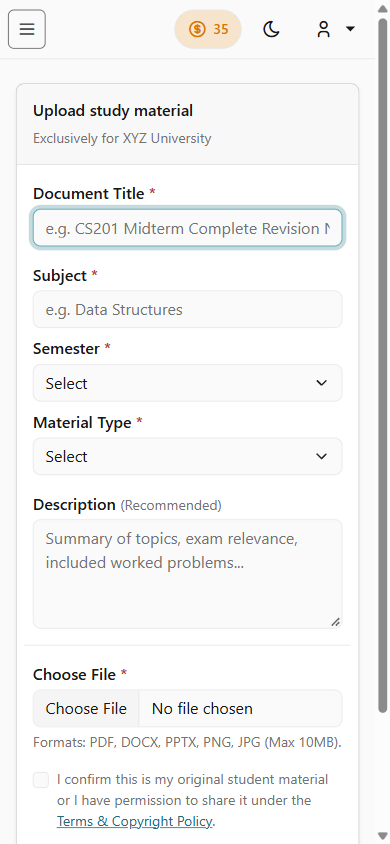 35
Upload study material
Exclusively for XYZ University
Document Title *
e.g. CS201 Midterm Complete Revision N
Subject *
e.g. Data Structures
Semester *
Select
Material Type *
Select
Description (Recommended)
Summary of topics, exam relevance,
included worked problems...
Choose File *
Choose File No file chosen
Formats: PDF, DOCX, PPTX, PNG, JPG (Max 10MB).
I confirm this is my original student material
or I have permission to share it under the
Terms & Copyright Policy.